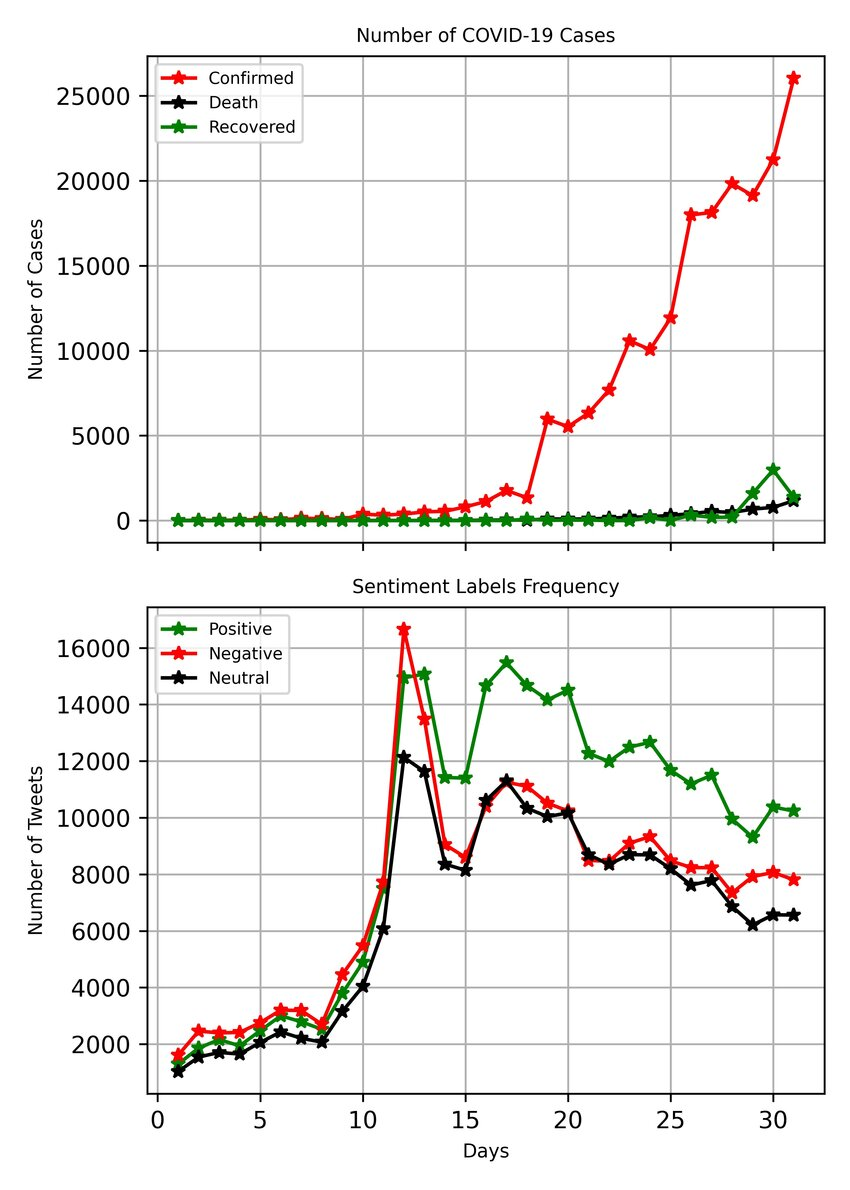 Number of COVID-19 Cases
Confirmed
Death
Recovered
25000
20000
15000
10000
5000
0
Number of Cases
Sentiment Labels Frequency
Positive
Negative
Neutral
16000
14000
12000
10000
8000
6000
4000
2000
Number of Tweets
0 5 10 15 20 25 30
Days